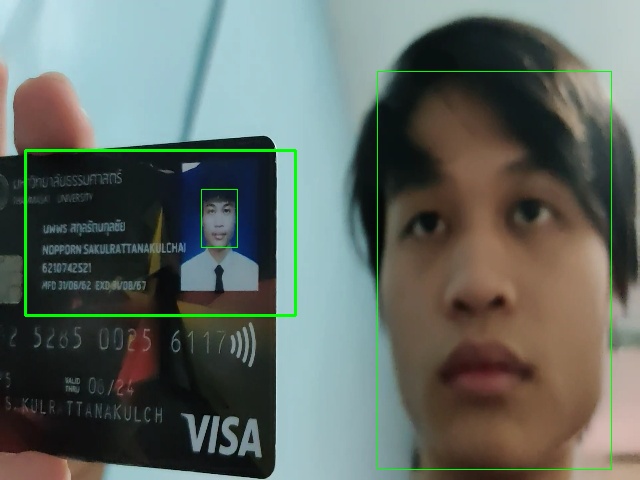 มหาวิทยาลัยธรรมศาสตร์
THAMMASAT UNIVERSITY
นพพร สกุลรัตนกุลชัย
NOPPORN SAKULRATTANAKULCHAI
6210742521
MFD 31/08/62 EXD 31/08/67
5285 0025 6117
VALID THRU 08/24
S.KULRATTANAKULCH
VISA